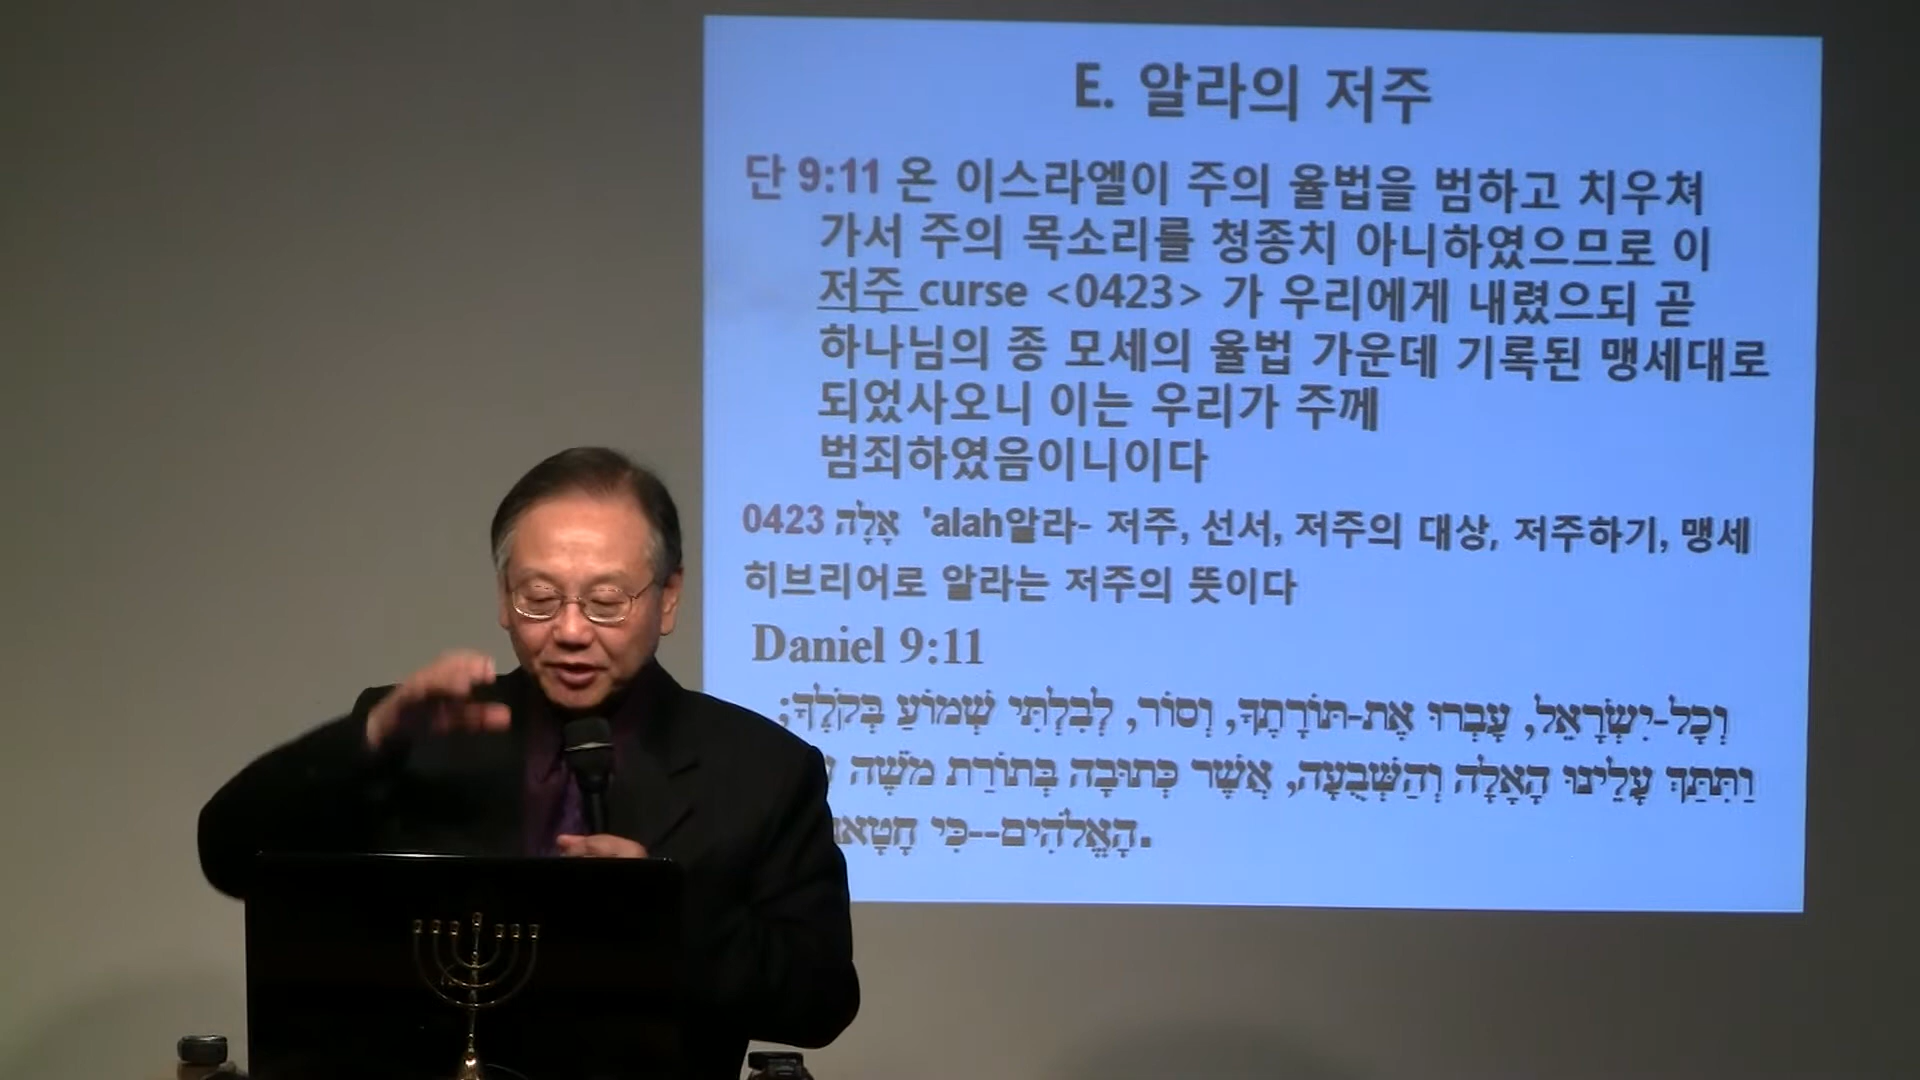 E. 알라의 저주
단 9:11 온 이스라엘이 주의 율법을 범하고 치우쳐
가서 주의 목소리를 청종치 아니하였으므로 이
저주 curse <0423> 가 우리에게 내렸으되 곧
하나님의 종 모세의 율법 가운데 기록된 맹세대로
되었사오니 이는 우리가 주께
범죄하였음이니이다
0423 אָלָה 'alah알라- 저주, 선서, 저주의 대상, 저주하기, 맹세
히브리어로 알라는 저주의 뜻이다
Daniel 9:11
וְכָל-יִשְׂרָאֵל, עָבְרוּ אֶת-תּוֹרָתֶךָ, וְסוֹר, לְבִלְתִּי שְׁמוֹעַ בְּקֹלֶךָ;
וַתִּתַּךְ עָלֵינוּ הָאָלָה וְהַשְּׁבֻעָה, אֲשֶׁר כְּתוּבָה בְּתוֹרַת מֹשֶׁה
הָאֱלֹהִים--כִּי חָטָאנ.